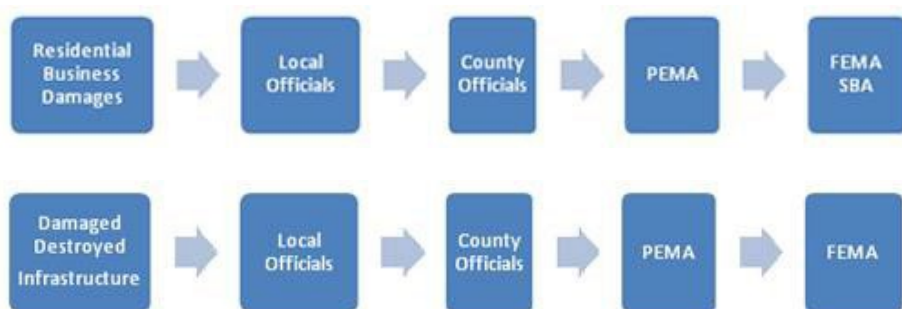 Residential
Business
Damages
Local
Officials
County
Officials
PEMA
FEMA
SBA
Damaged
Destroyed
Infrastructure
Local
Officials
County
Officials
PEMA
FEMA